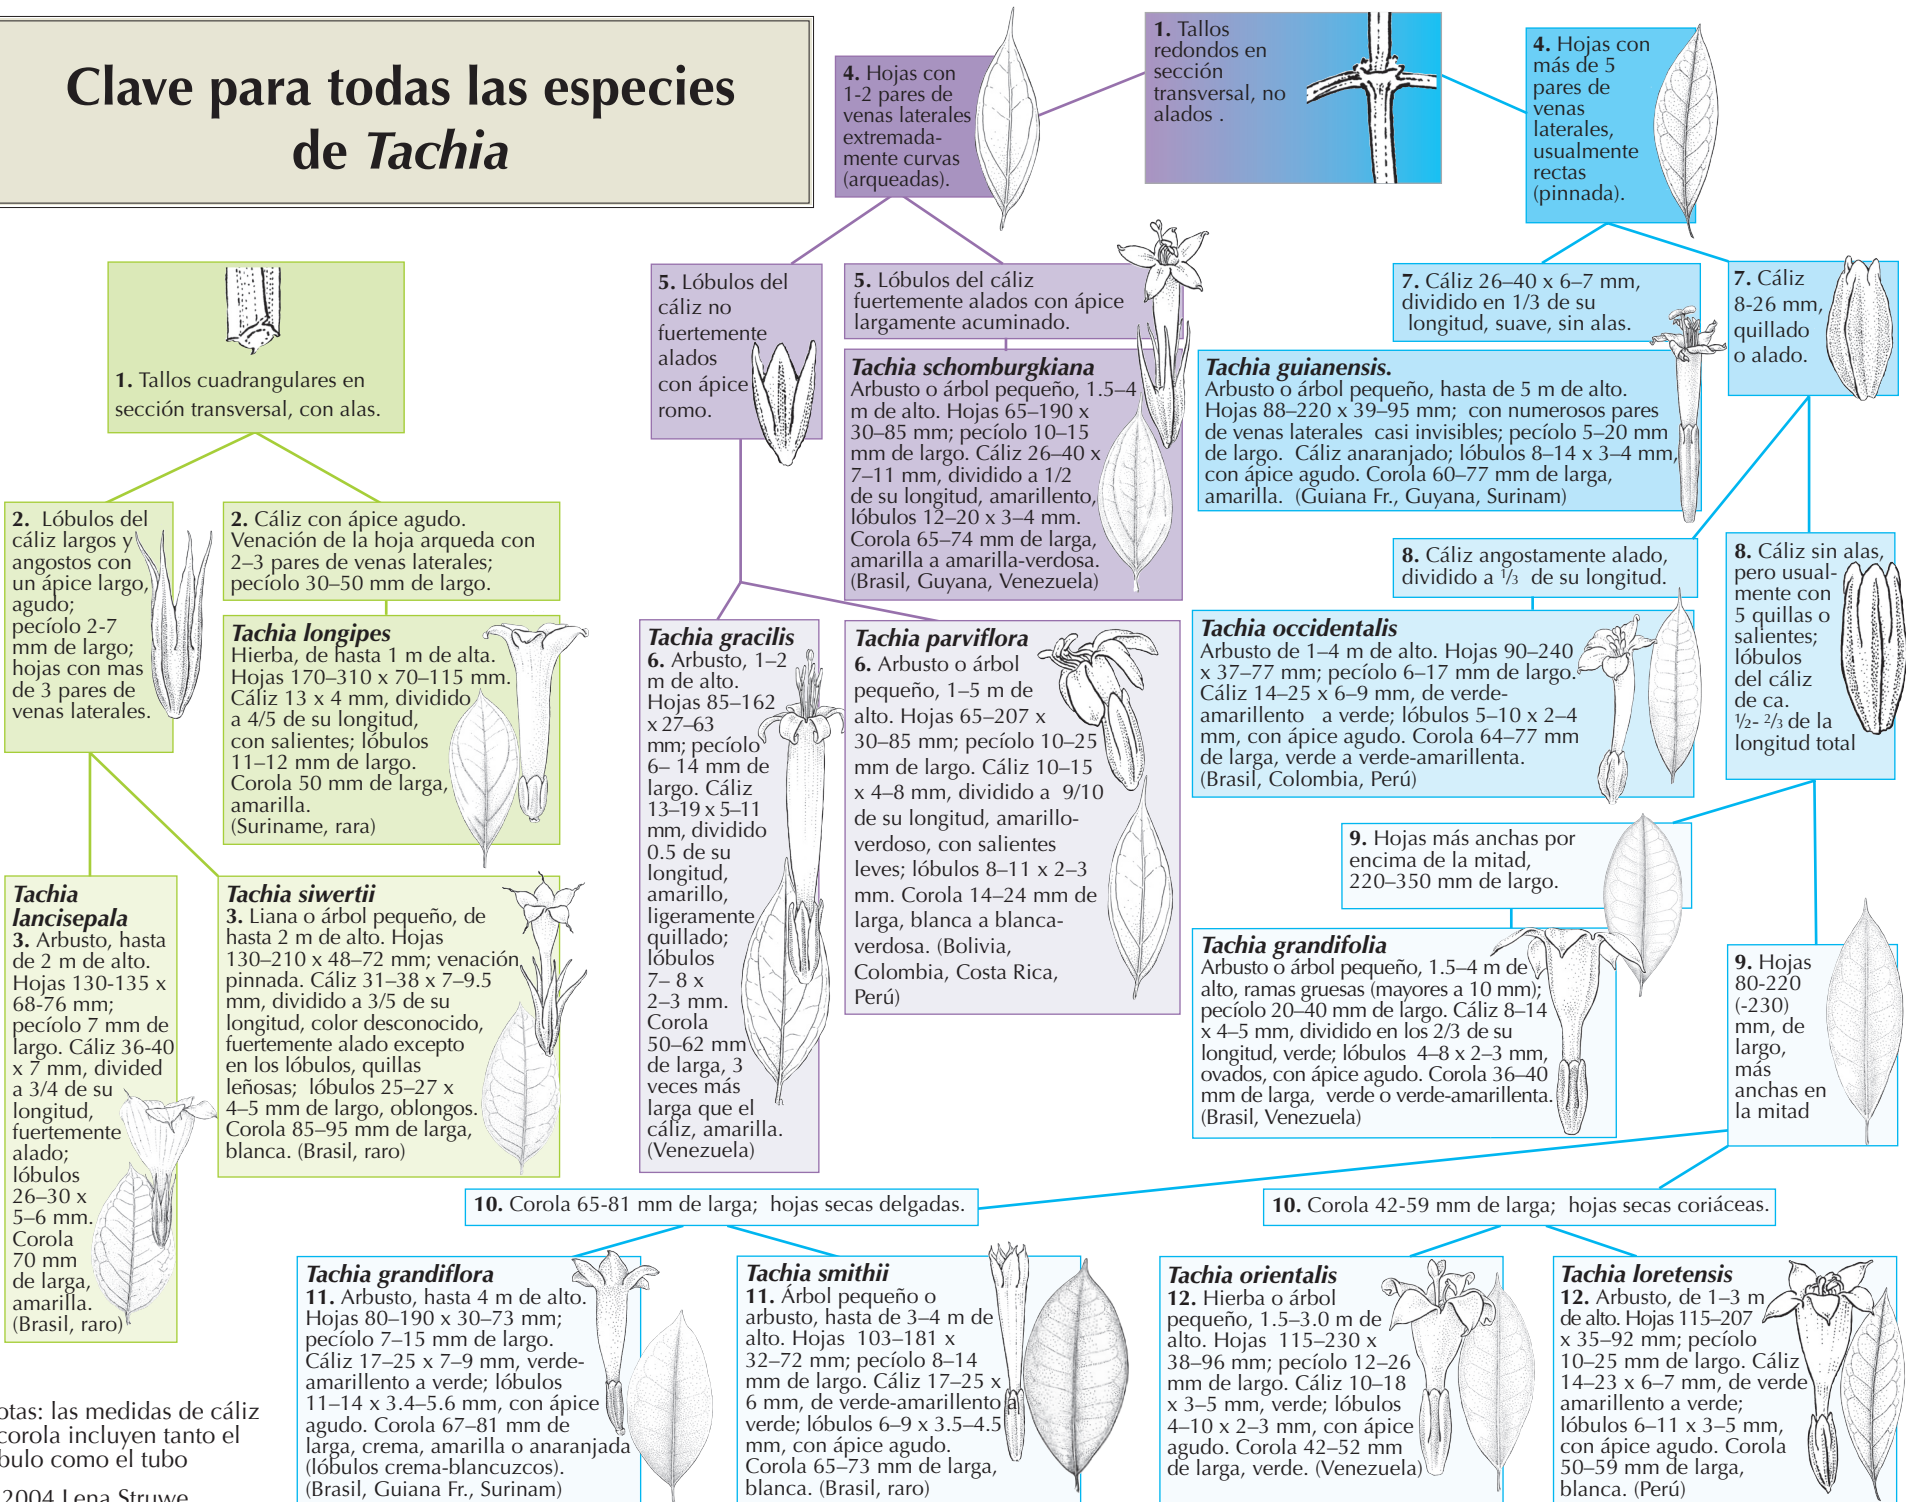 Clave para todas las especies
de Tachia
1. Tallos
redondos en
sección
transversal, no
alados .
4. Hojas con
1-2 pares de
venas laterales
extremada-
mente curvas
(arqueadas).
4. Hojas con
más de 5
pares de
venas
laterales,
usualmente
rectas
(pinnada).
1. Tallos cuadrangulares en
sección transversal, con alas.
5. Lóbulos del
cáliz no
fuertemente
alados
con ápice
romo.
5. Lóbulos del cáliz
fuertemente alados con ápice
largamente acuminado.
7. Cáliz 26–40 x 6–7 mm,
dividido en 1/3 de su
longitud, suave, sin alas.
7. Cáliz
8-26 mm,
quillado
o alado.
Tachia schomburgkiana
Arbusto o árbol pequeño, 1.5–4
m de alto. Hojas 65–190 x
30–85 mm; pecíolo 10–15
mm de largo. Cáliz 26–40 x
7–11 mm, dividido a 1/2
de su longitud, amarillento,
lóbulos 12–20 x 3–4 mm.
Corola 65–74 mm de larga,
amarilla a amarilla-verdosa.
(Brasil, Guyana, Venezuela)
Tachia guianensis.
Arbusto o árbol pequeño, hasta de 5 m de alto.
Hojas 88–220 x 39–95 mm; con numerosos pares
de venas laterales casi invisibles; pecíolo 5–20 mm
de largo. Cáliz anaranjado; lóbulos 8–14 x 3–4 mm,
con ápice agudo. Corola 60–77 mm de larga,
amarilla. (Guiana Fr., Guyana, Surinam)
2. Lóbulos del
cáliz largos y
angostos con
un ápice largo,
agudo;
pecíolo 2-7
mm de largo;
hojas con mas
de 3 pares de
venas laterales.
2. Cáliz con ápice agudo.
Venación de la hoja arqueda con
2–3 pares de venas laterales;
pecíolo 30–50 mm de largo.
Tachia longipes
Hierba, de hasta 1 m de alta.
Hojas 170–310 x 70–115 mm.
Cáliz 13 x 4 mm, dividido
a 4/5 de su longitud,
con salientes; lóbulos
11–12 mm de largo.
Corola 50 mm de larga,
amarilla.
(Suriname, rara)
8. Cáliz angostamente alado,
dividido a 1/3 de su longitud.
8. Cáliz sin alas,
pero usual-
mente con
5 quillas o
salientes;
lóbulos
del cáliz
de ca.
1/2- 2/3 de la
longitud total
Tachia gracilis
6. Arbusto, 1–2
m de alto.
Hojas 85–162
x 27–63
mm; pecíolo
6– 14 mm de
largo. Cáliz
13–19 x 5–11
mm, dividido
0.5 de su
longitud,
amarillo,
ligeramente
quillado;
lóbulos
7– 8 x
2–3 mm.
Corola
50–62 mm
de larga, 3
veces más
larga que el
cáliz, amarilla.
(Venezuela)
Tachia parviflora
6. Arbusto o árbol
pequeño, 1–5 m de
alto. Hojas 65–207 x
30–85 mm; pecíolo 10–25
mm de largo. Cáliz 10–15
x 4–8 mm, dividido a 9/10
de su longitud, amarillo-
verdoso, con salientes
leves; lóbulos 8–11 x 2–3
mm. Corola 14–24 mm de
larga, blanca a blanca-
verdosa. (Bolivia,
Colombia, Costa Rica,
Perú)
Tachia occidentalis
Arbusto de 1–4 m de alto. Hojas 90–240
x 37–77 mm; pecíolo 6–17 mm de largo.
Cáliz 14–25 x 6–9 mm, de verde-
amarillento a verde; lóbulos 5–10 x 2–4
mm, con ápice agudo. Corola 64–77 mm
de larga, verde a verde-amarillenta.
(Brasil, Colombia, Perú)
9. Hojas más anchas por
encima de la mitad,
220–350 mm de largo.
Tachia grandifolia
Arbusto o árbol pequeño, 1.5–4 m de
alto, ramas gruesas (mayores a 10 mm);
pecíolo 20–40 mm de largo. Cáliz 8–14
x 4–5 mm, dividido en los 2/3 de su
longitud, verde; lóbulos 4–8 x 2–3 mm,
ovados, con ápice agudo. Corola 36–40
mm de larga, verde o verde-amarillenta.
(Brasil, Venezuela)
9. Hojas
80-220
(-230)
mm, de
largo,
más
anchas en
la mitad
Tachia
lancisepala
3. Arbusto, hasta
de 2 m de alto.
Hojas 130-135 x
68-76 mm;
pecíolo 7 mm de
largo. Cáliz 36-40
x 7 mm, divided
a 3/4 de su
longitud,
fuertemente
alado;
lóbulos
26–30 x
5–6 mm.
Corola
70 mm
de larga,
amarilla.
(Brasil, raro)
Tachia siwertii
3. Liana o árbol pequeño, de
hasta 2 m de alto. Hojas
130–210 x 48–72 mm; venación
pinnada. Cáliz 31–38 x 7–9.5
mm, dividido a 3/5 de su
longitud, color desconocido,
fuertemente alado excepto
en los lóbulos, quillas
leñosas; lóbulos 25–27 x
4–5 mm de largo, oblongos.
Corola 85–95 mm de larga,
blanca. (Brasil, raro)
10. Corola 65-81 mm de larga; hojas secas delgadas.
10. Corola 42-59 mm de larga; hojas secas coriáceas.
Tachia grandiflora
11. Arbusto, hasta 4 m de alto.
Hojas 80–190 x 30–73 mm;
pecíolo 7–15 mm de largo.
Cáliz 17–25 x 7–9 mm, verde-
amarillento a verde; lóbulos
11–14 x 3.4–5.6 mm, con ápice
agudo. Corola 67–81 mm de
larga, crema, amarilla o anaranjada
(lóbulos crema-blancuzcos).
(Brasil, Guiana Fr., Surinam)
Tachia smithii
11. Árbol pequeño o
arbusto, hasta de 3–4 m de
alto. Hojas 103–181 x
32–72 mm; pecíolo 8–14
mm de largo. Cáliz 17–25 x
6 mm, de verde-amarillento a
verde; lóbulos 6–9 x 3.5–4.5
mm, con ápice agudo.
Corola 65–73 mm de larga,
blanca. (Brasil, raro)
Tachia orientalis
12. Hierba o árbol
pequeño, 1.5–3.0 m de
alto. Hojas 115–230 x
38–96 mm; pecíolo 12–26
mm de largo. Cáliz 10–18
x 3–5 mm, verde; lóbulos
4–10 x 2–3 mm, con ápice
agudo. Corola 42–52 mm
de larga, verde. (Venezuela)
Tachia loretensis
12. Arbusto, de 1–3 m
de alto. Hojas 115–207
x 35–92 mm; pecíolo
10–25 mm de largo. Cáliz
14–23 x 6–7 mm, de verde
amarillento a verde;
lóbulos 6–11 x 3–5 mm,
con ápice agudo. Corola
50–59 mm de larga,
blanca. (Perú)
otas: las medidas de cáliz
corola incluyen tanto el
bulo como el tubo
2004 Lena Struwe